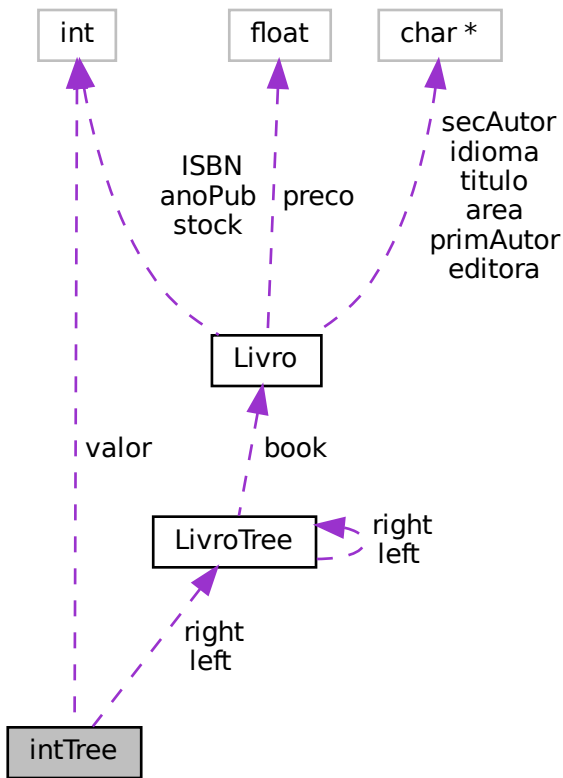 int
float
char *
secAutor
idioma
titulo
area
primAutor
editora
ISBN
anoPub
stock
preco
Livro
valor
book
LivroTree
right
left
right
left
intTree